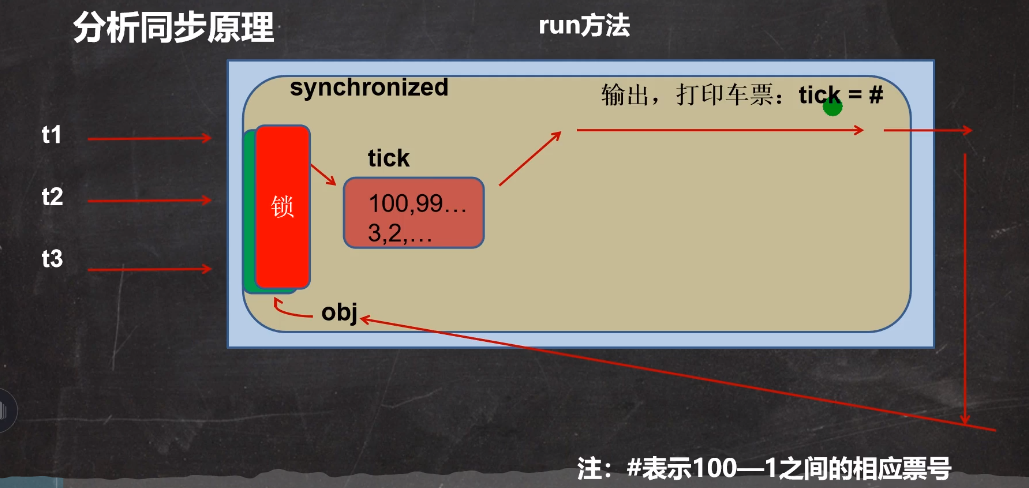 分析同步原理
run方法
synchronized
输出，打印车票：tick = #
t1
tick
t2
锁
100,99…
3,2,…
t3
obj
注：#表示100—1之间的相应票号